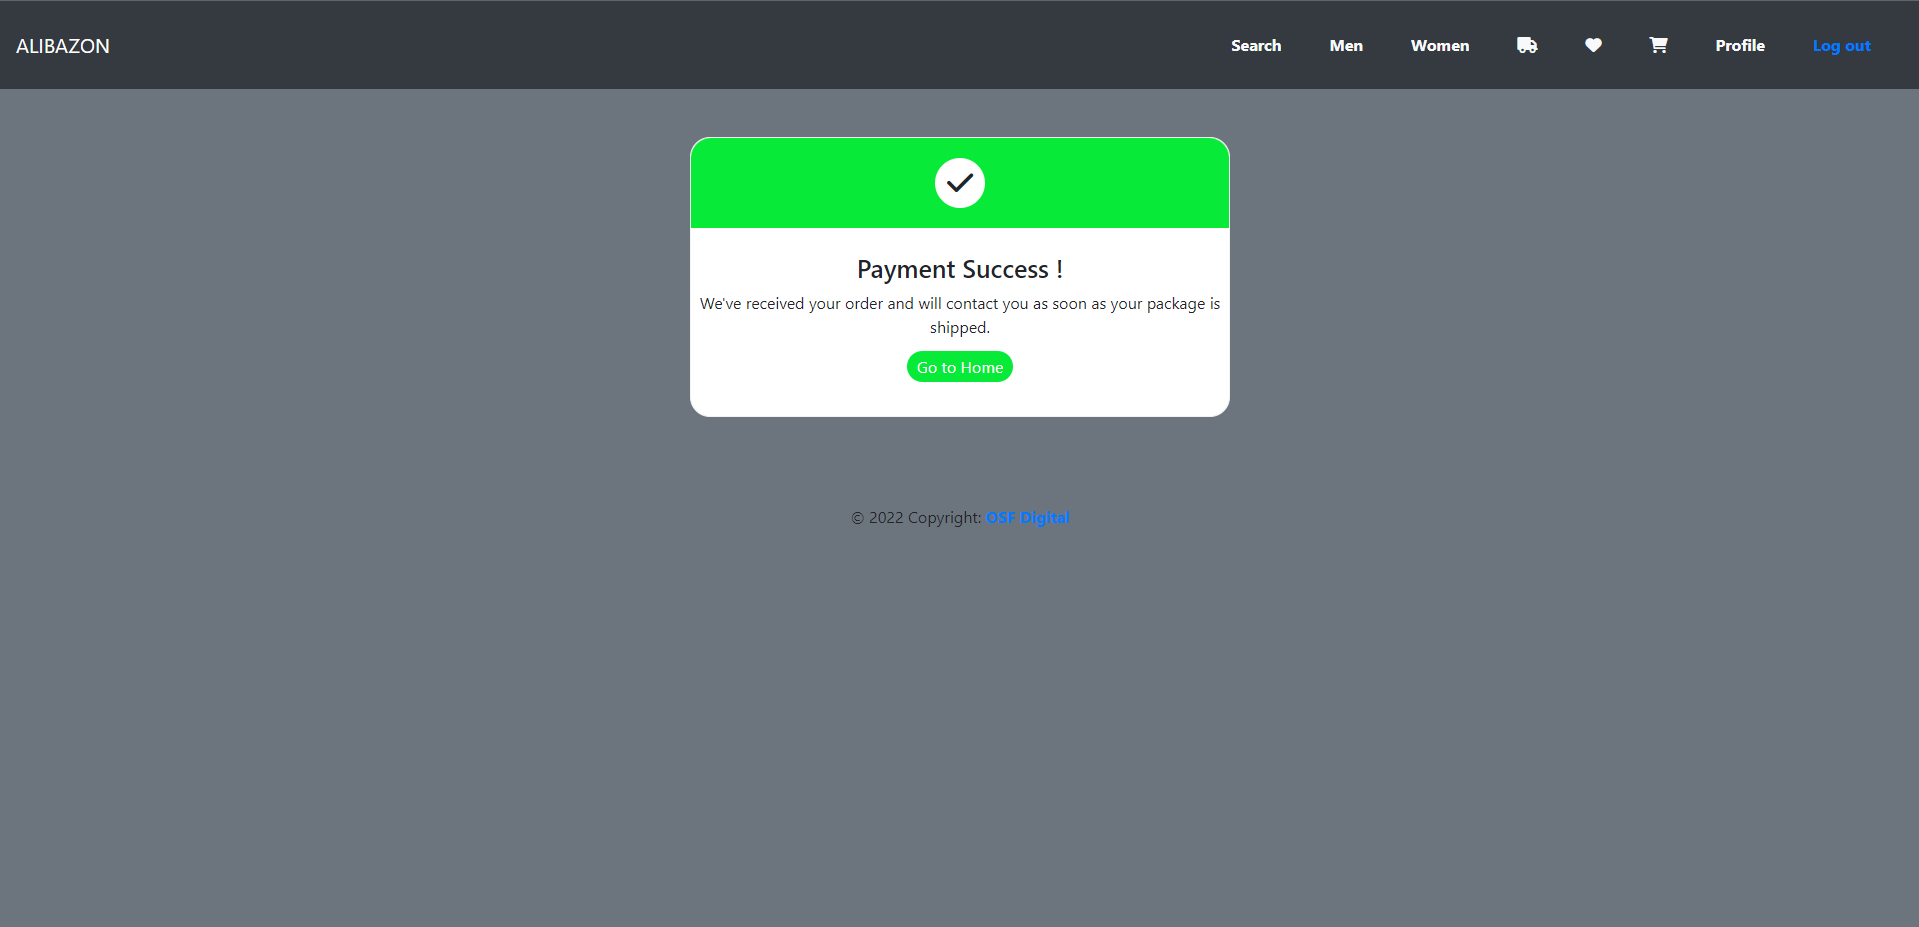 ALIBAZON
Search
Men
Women
Profile
Log out
Payment Success !
We've received your order and will contact you as soon as your package is
shipped.
Go to Home
© 2022 Copyright: OSF Digital